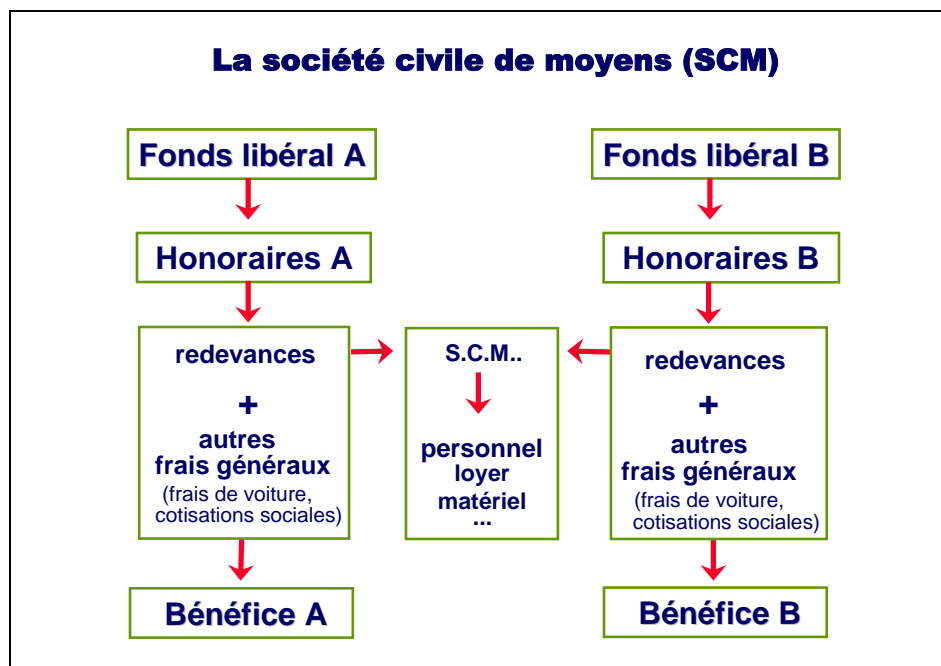 La société civile de moyens (SCM)
Fonds libéral A
Fonds libéral B
Honoraires A
Honoraires B
redevances
+
autres
frais généraux
(frais de voiture,
cotisations sociales)
S.C.M..
personnel
loyer
matériel
...
redevances
+
autres
frais généraux
(frais de voiture,
cotisations sociales)
Bénéfice A
Bénéfice B